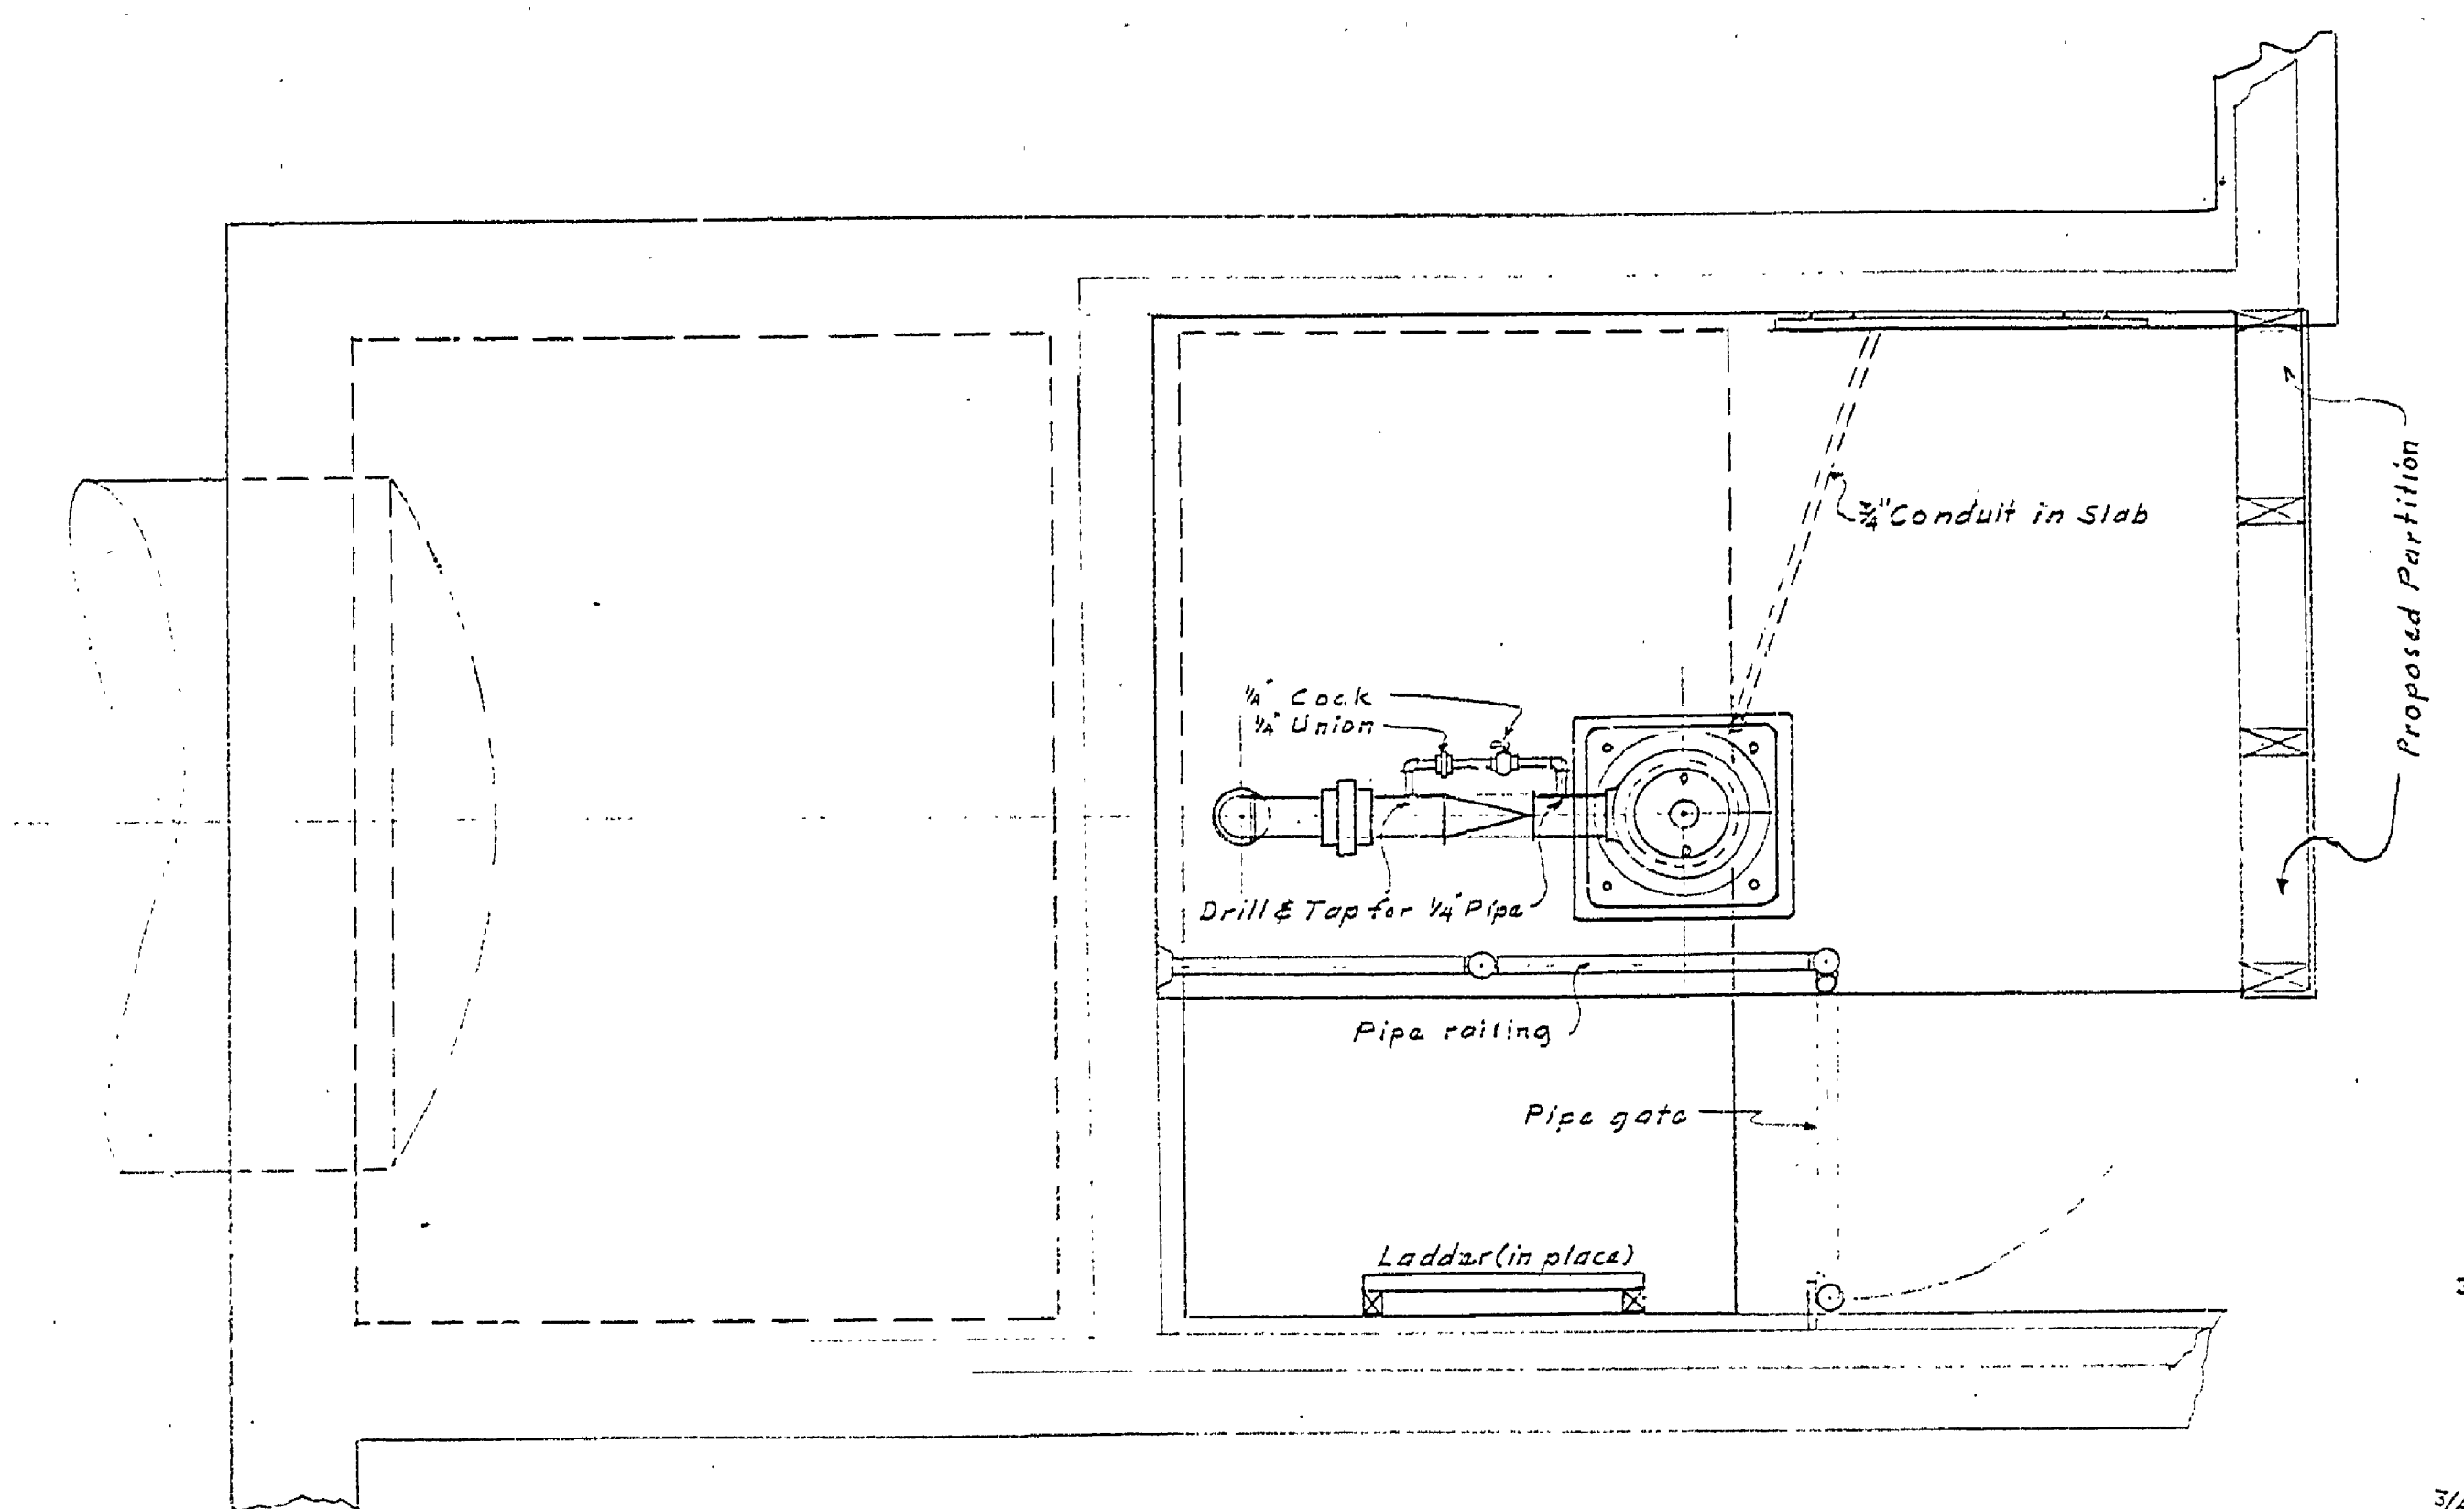 3/4" Conduit in Slab
Proposed Partition
1/4" Cock
1/4" Union
Drill & Tap for 1/4" Pipe
Pipe railing
Pipe gate
Ladder (in place)